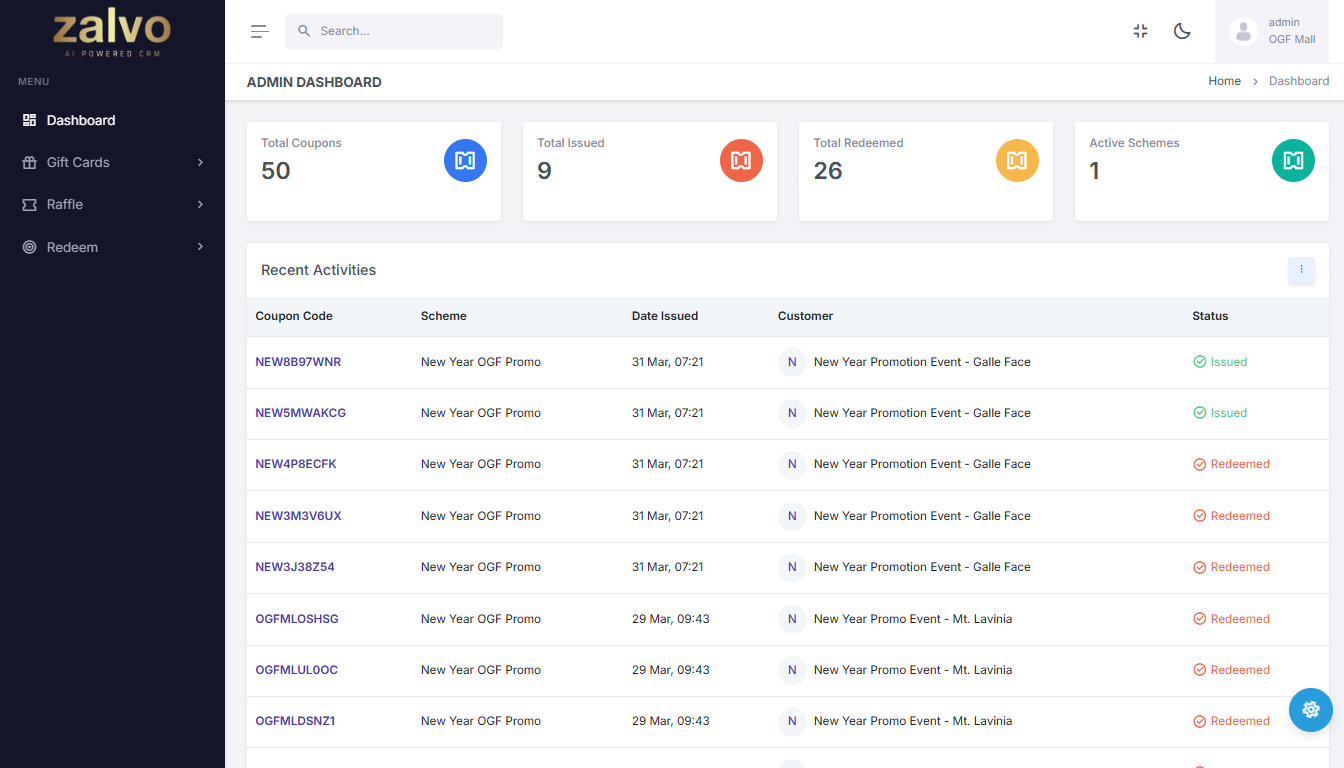 zalvo
AI POWERED CRM
MENU
Dashboard
Gift Cards
Raffle
Redeem
Search...
admin
OGF Mall
ADMIN DASHBOARD
Home > Dashboard
Total Coupons
50
Total Issued
9
Total Redeemed
26
Active Schemes
1
Recent Activities
Coupon Code Scheme Date Issued Customer Status
NEW8B97WNR New Year OGF Promo 31 Mar, 07:21 N New Year Promotion Event - Galle Face Issued
NEW5MWAKCG New Year OGF Promo 31 Mar, 07:21 N New Year Promotion Event - Galle Face Issued
NEW4P8ECFK New Year OGF Promo 31 Mar, 07:21 N New Year Promotion Event - Galle Face Redeemed
NEW3M3V6UX New Year OGF Promo 31 Mar, 07:21 N New Year Promotion Event - Galle Face Redeemed
NEW3J38Z54 New Year OGF Promo 31 Mar, 07:21 N New Year Promotion Event - Galle Face Redeemed
OGFMLOSHSG New Year OGF Promo 29 Mar, 09:43 N New Year Promo Event - Mt. Lavinia Redeemed
OGFMLUL0OC New Year OGF Promo 29 Mar, 09:43 N New Year Promo Event - Mt. Lavinia Redeemed
OGFMLDSNZ1 New Year OGF Promo 29 Mar, 09:43 N New Year Promo Event - Mt. Lavinia Redeemed